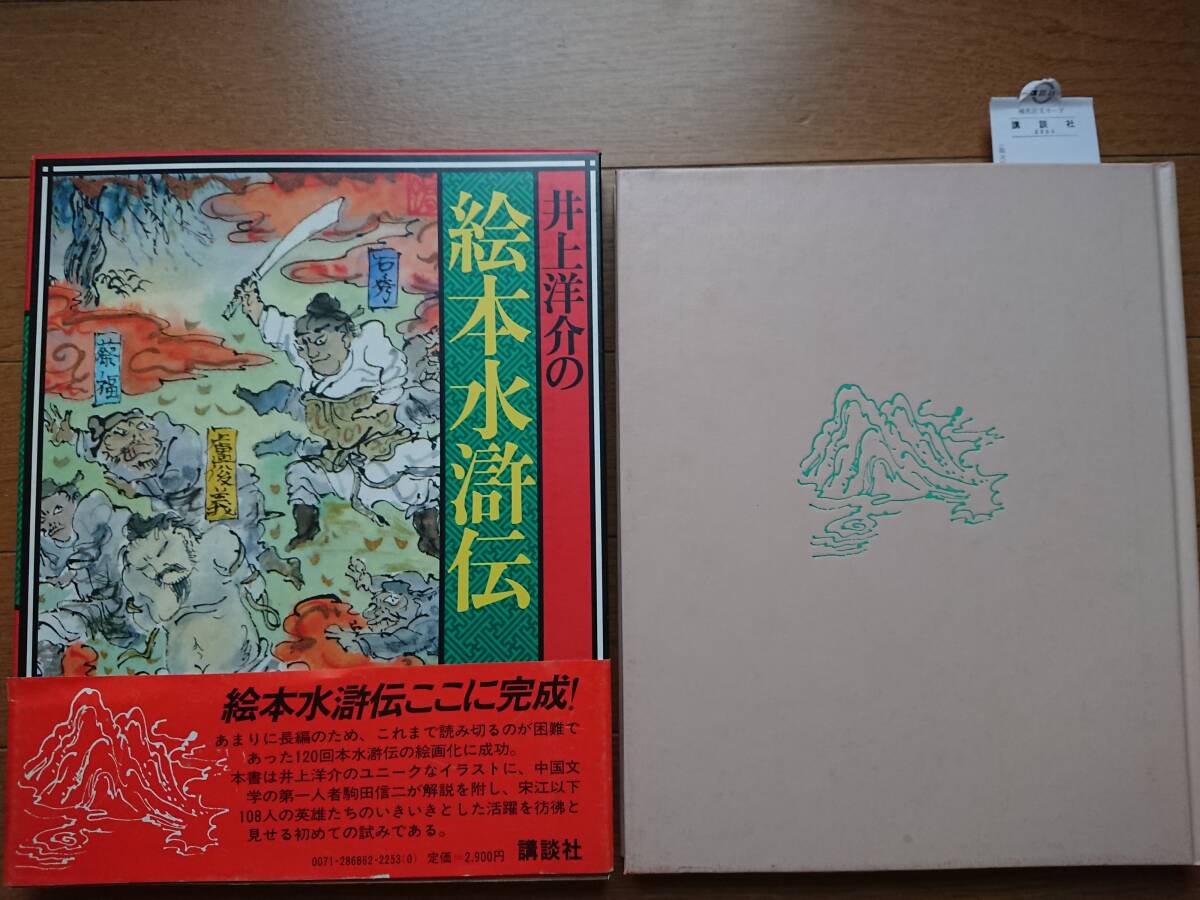 井上洋介の
絵本水滸伝
石秀
蔡福
盧俊義
絵本水滸伝ここに完成!
あまりに長編のため、これまで読み切るのが困難で
あった120回本水滸伝の絵画化に成功。
本書は井上洋介のユニークなイラストに、中国文
学の第一人者駒田信二が解説を附し、宋江以下
108人の英雄たちのいきいきとした活躍を彷彿と
見せる初めての試みである。
0071-286862-2253(0) 定価=2,900円 講談社
補充注文カード
講談社